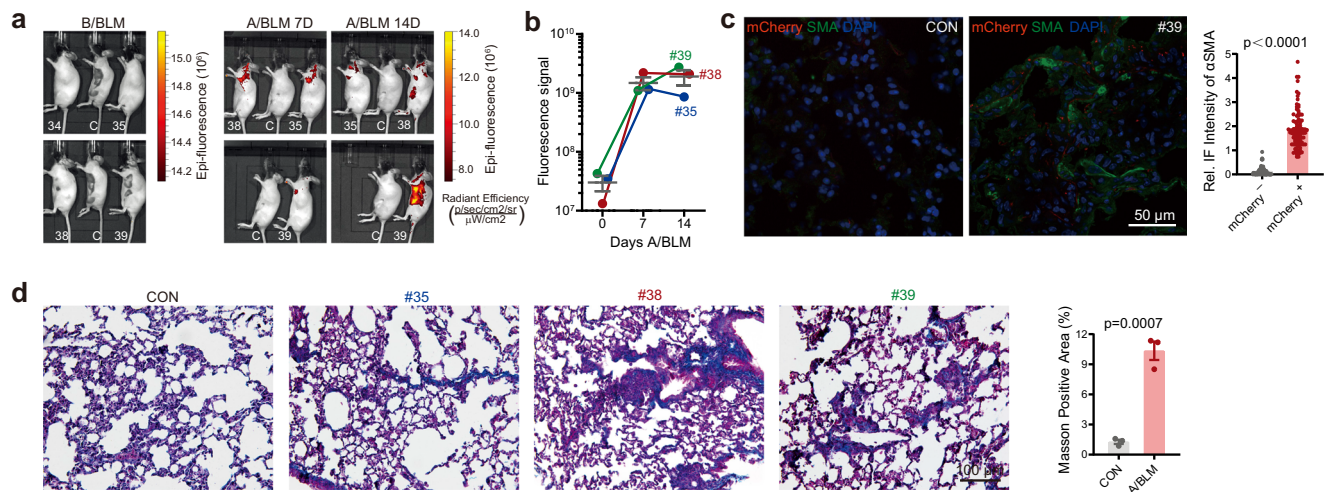 a
B/BLM
A/BLM 7D
A/BLM 14D
34
C
35
38
C
39
15.0
14.8
14.6
14.4
14.2
Epi-fluorescence (10⁶)
38
C
35
35
C
38
C
39
C
39
14.0
12.0
10.0
8.0
Epi-fluorescence (10⁶)
Radiant Efficiency
(p/sec/cm2/sr
μW/cm2)
b
Fluorescence signal
10¹⁰
10⁹
10⁸
10⁷
#39
#38
#35
0
7
14
Days A/BLM
c
mCherry SMA DAPI
CON
mCherry SMA DAPI
#39
50 μm
p<0.0001
Rel. IF Intensity of αSMA
5
4
3
2
1
0
mCherry −
mCherry +
d
CON
#35
#38
#39
100 μm
p=0.0007
Masson Positive Area (%)
12
9
6
3
0
CON
A/BLM